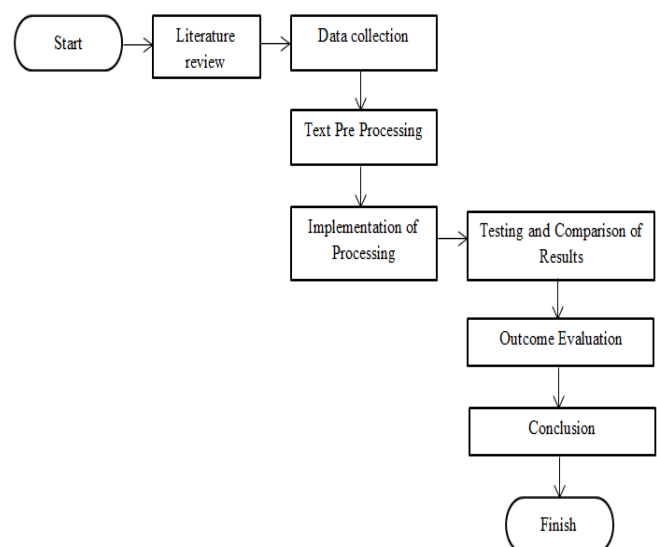 Start
Literature
review
Data collection
Text Pre Processing
Implementation of
Processing
Testing and Comparison of
Results
Outcome Evaluation
Conclusion
Finish